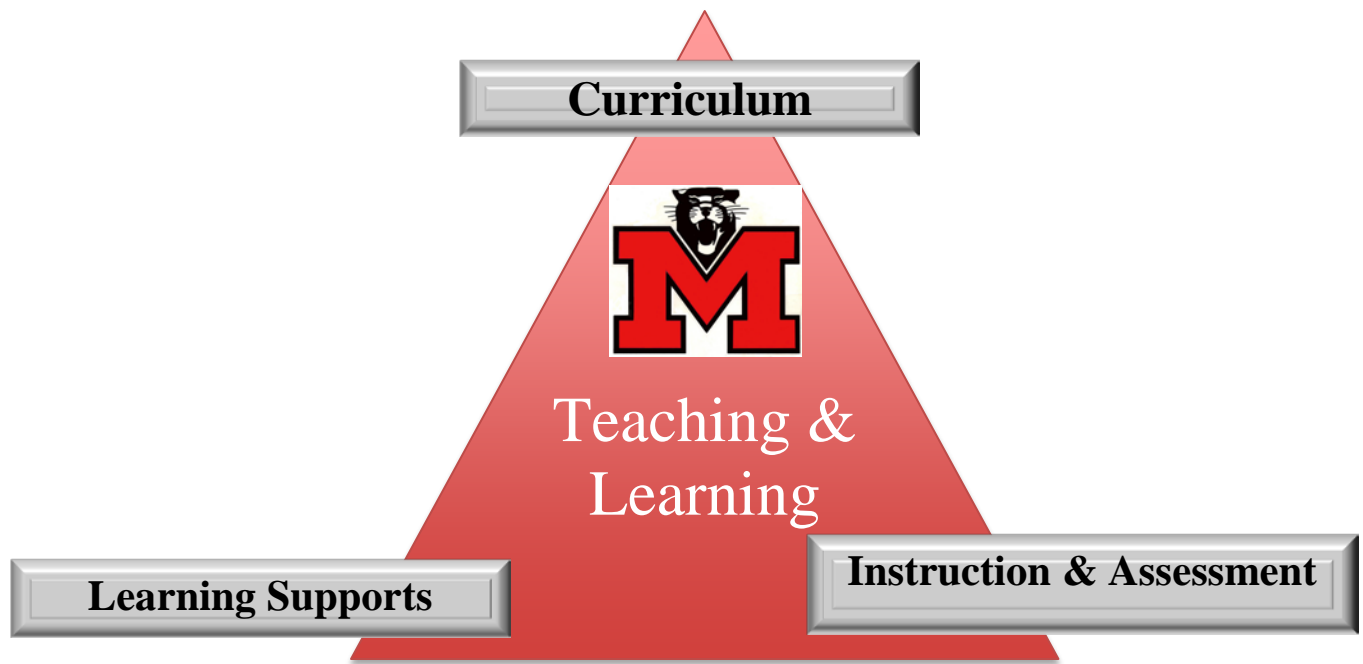 Curriculum
M
Teaching &
Learning
Learning Supports
Instruction & Assessment